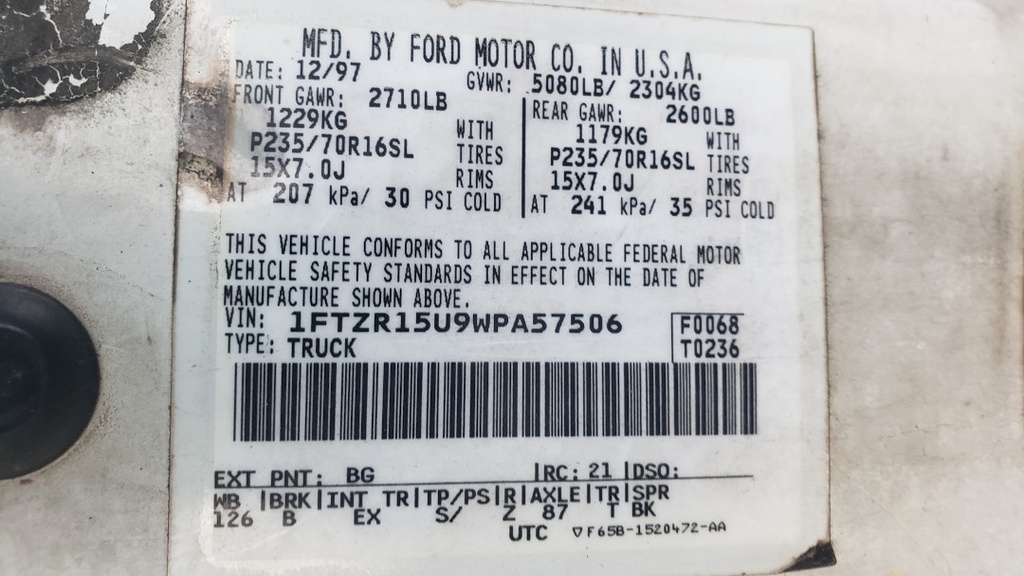 MFD. BY FORD MOTOR CO. IN U.S.A.
DATE: 12/97 GVWR: 5080LB/ 2304KG
FRONT GAWR: 2710LB REAR GAWR: 2600LB
1229KG WITH 1179KG WITH
P235/70R16SL TIRES P235/70R16SL TIRES
15X7.0J RIMS 15X7.0J RIMS
AT 207 kPa/ 30 PSI COLD AT 241 kPa/ 35 PSI COLD
THIS VEHICLE CONFORMS TO ALL APPLICABLE FEDERAL MOTOR
VEHICLE SAFETY STANDARDS IN EFFECT ON THE DATE OF
MANUFACTURE SHOWN ABOVE.
VIN: 1FTZR15U9WPA57506 F0068
TYPE: TRUCK T0236
EXT PNT: BG |RC: 21 |DSO:
WB |BRK|INT TR|TP/PS|R|AXLE|TR|SPR
126 B EX S/ Z 87 T BK
UTC ▽F65B-1520472-AA